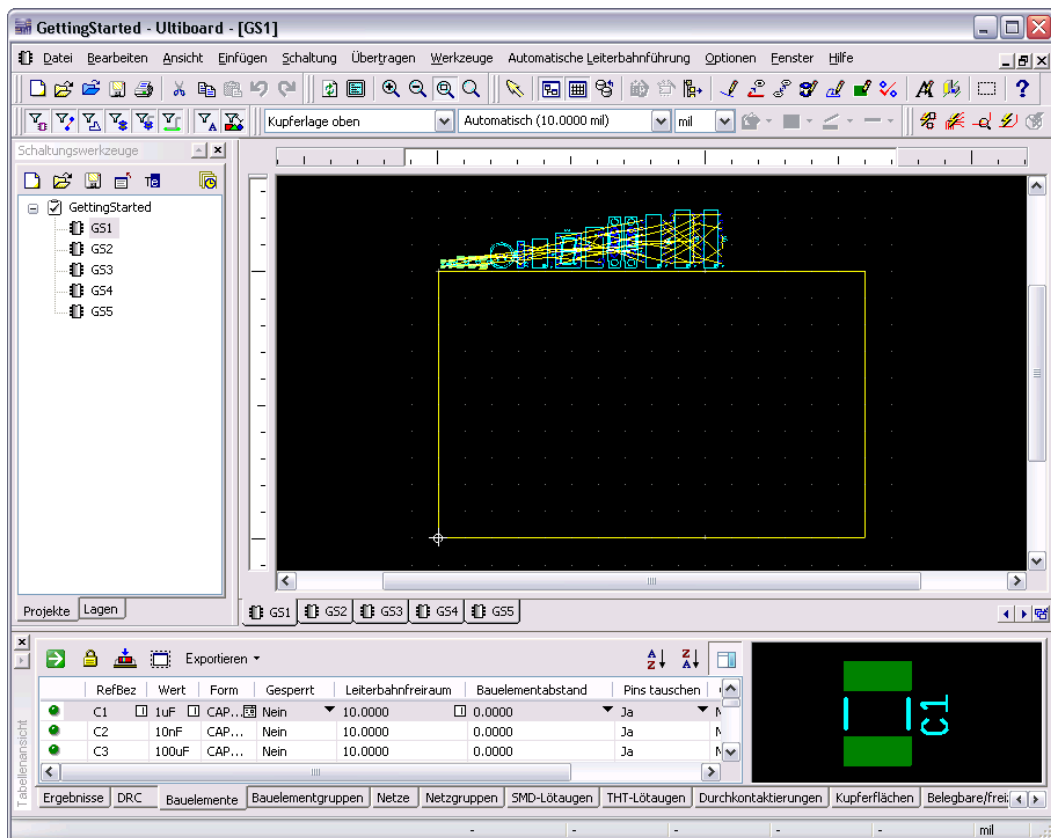 GettingStarted - Ultiboard - [GS1]
Datei Bearbeiten Ansicht Einfügen Schaltung Übertragen Werkzeuge Automatische Leiterbahnführung Optionen Fenster Hilfe
Kupferlage oben Automatisch (10.0000 mil) mil
Schaltungswerkzeuge
GettingStarted
GS1
GS2
GS3
GS4
GS5
Projekte Lagen
GS1 GS2 GS3 GS4 GS5
Exportieren
RefBez Wert Form Gesperrt Leiterbahnfreiraum Bauelementabstand Pins tauschen
C1 1uF CAP... Nein 10.0000 0.0000 Ja
C2 10nF CAP... Nein 10.0000 0.0000 Ja
C3 100uF CAP... Nein 10.0000 0.0000 Ja
C1
Tabellenansicht
Ergebnisse DRC Bauelemente Bauelementgruppen Netze Netzgruppen SMD-Lötaugen THT-Lötaugen Durchkontaktierungen Kupferflächen Belegbare/frei:
- - - - - mil